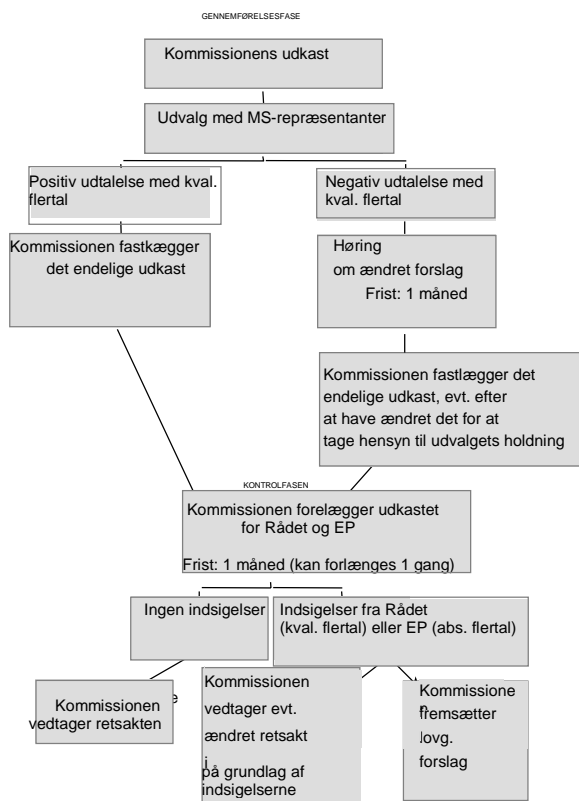 GENNEMFØRELSESFASE
Kommissionens udkast
Udvalg med MS-repræsentanter
Positiv udtalelse med kval.
flertal
Negativ udtalelse med
kval. flertal
Kommissionen fastkægger
det endelige udkast
Høring
om ændret forslag
Frist: 1 måned
Kommissionen fastlægger det
endelige udkast, evt. efter
at have ændret det for at
tage hensyn til udvalgets holdning
KONTROLFASEN
Kommissionen forelægger udkastet
for Rådet og EP
Frist: 1 måned (kan forlænges 1 gang)
Ingen indsigelser
Indsigelser fra Rådet
(kval. flertal) eller EP (abs. flertal)
Kommissionen
vedtager retsakten
e
Kommissionen
vedtager evt.
ændret retsakt
i
på grundlag af
indsigelserne
Kommissione
n
fremsætter
lovg.
forslag